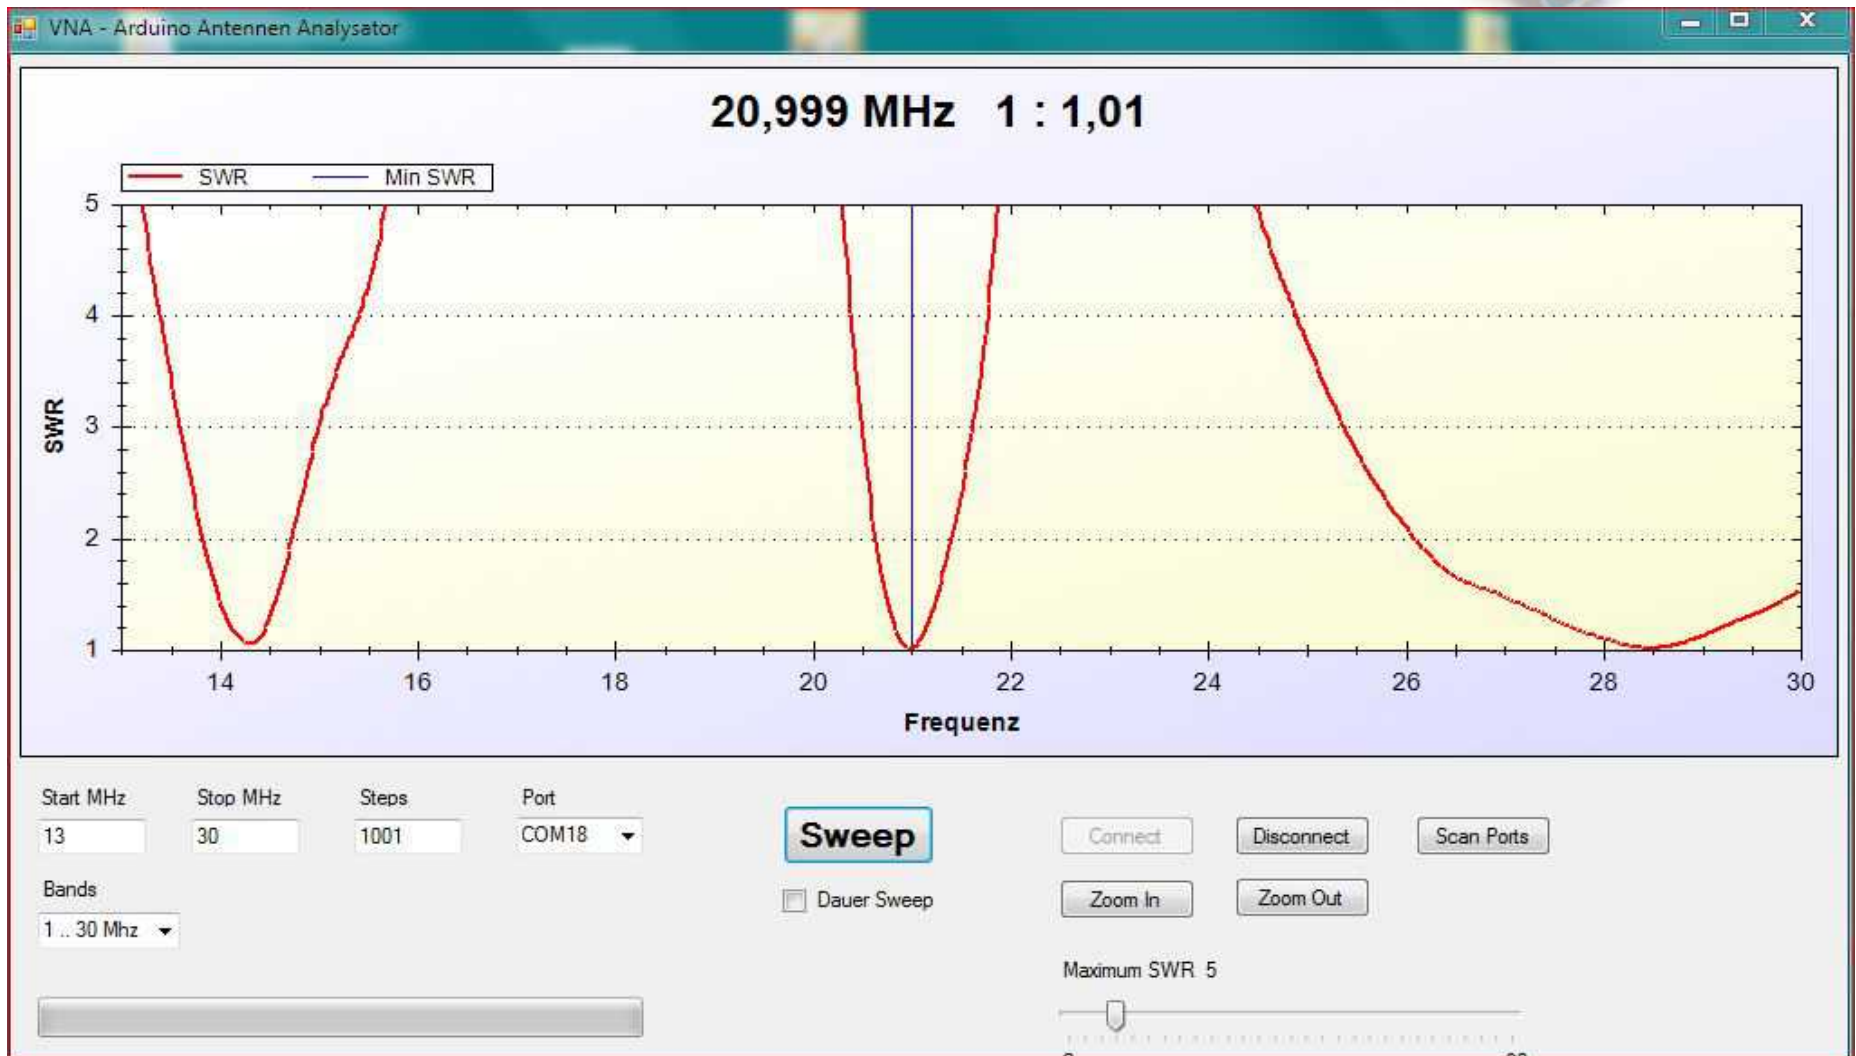 VNA - Arduino Antennen Analysator
20,999 MHz 1 : 1,01
SWR Min SWR
5
4
3
2
1
SWR
14 16 18 20 22 24 26 28 30
Frequenz
Start MHz Stop MHz Steps Port
13 30 1001 COM18
Sweep
Connect Disconnect Scan Ports
Bands
1 .. 30 Mhz
Dauer Sweep
Zoom In Zoom Out
Maximum SWR 5